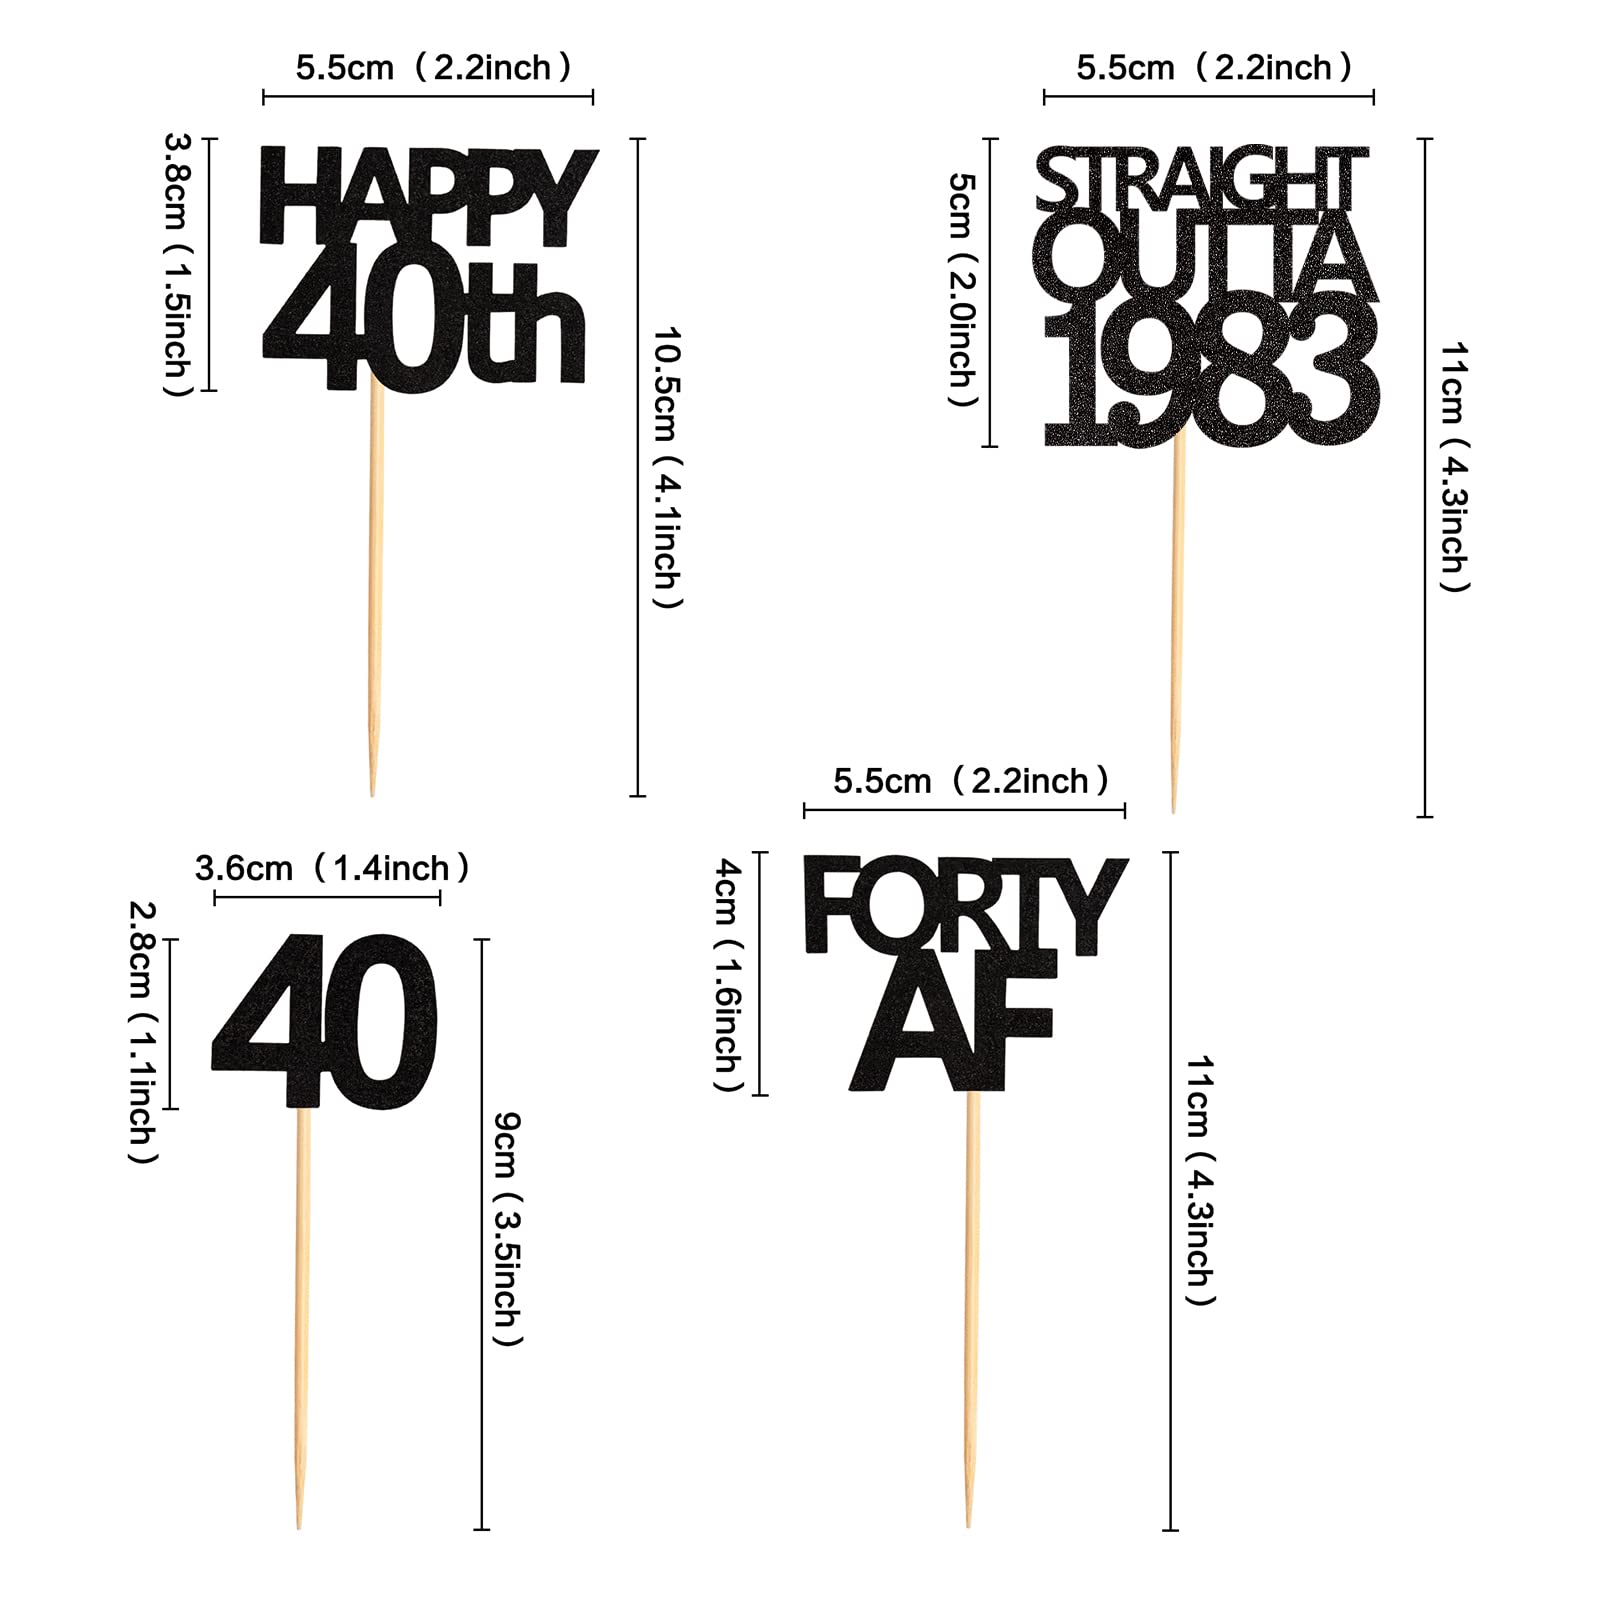 5.5cm（2.2inch）
3.8cm（1.5inch）
HAPPY
40th
10.5cm（4.1inch）
5.5cm（2.2inch）
5cm（2.0inch）
STRAIGHT
OUTTA
1983
11cm（4.3inch）
3.6cm（1.4inch）
2.8cm（1.1inch）
40
9cm（3.5inch）
5.5cm（2.2inch）
4cm（1.6inch）
FORTY
AF
11cm（4.3inch）